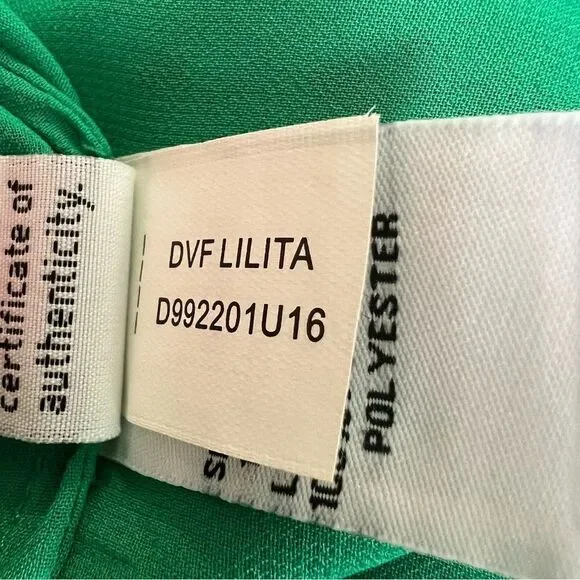 certificate of
authenticity.
DVF LILITA
D992201U16
POLYESTER